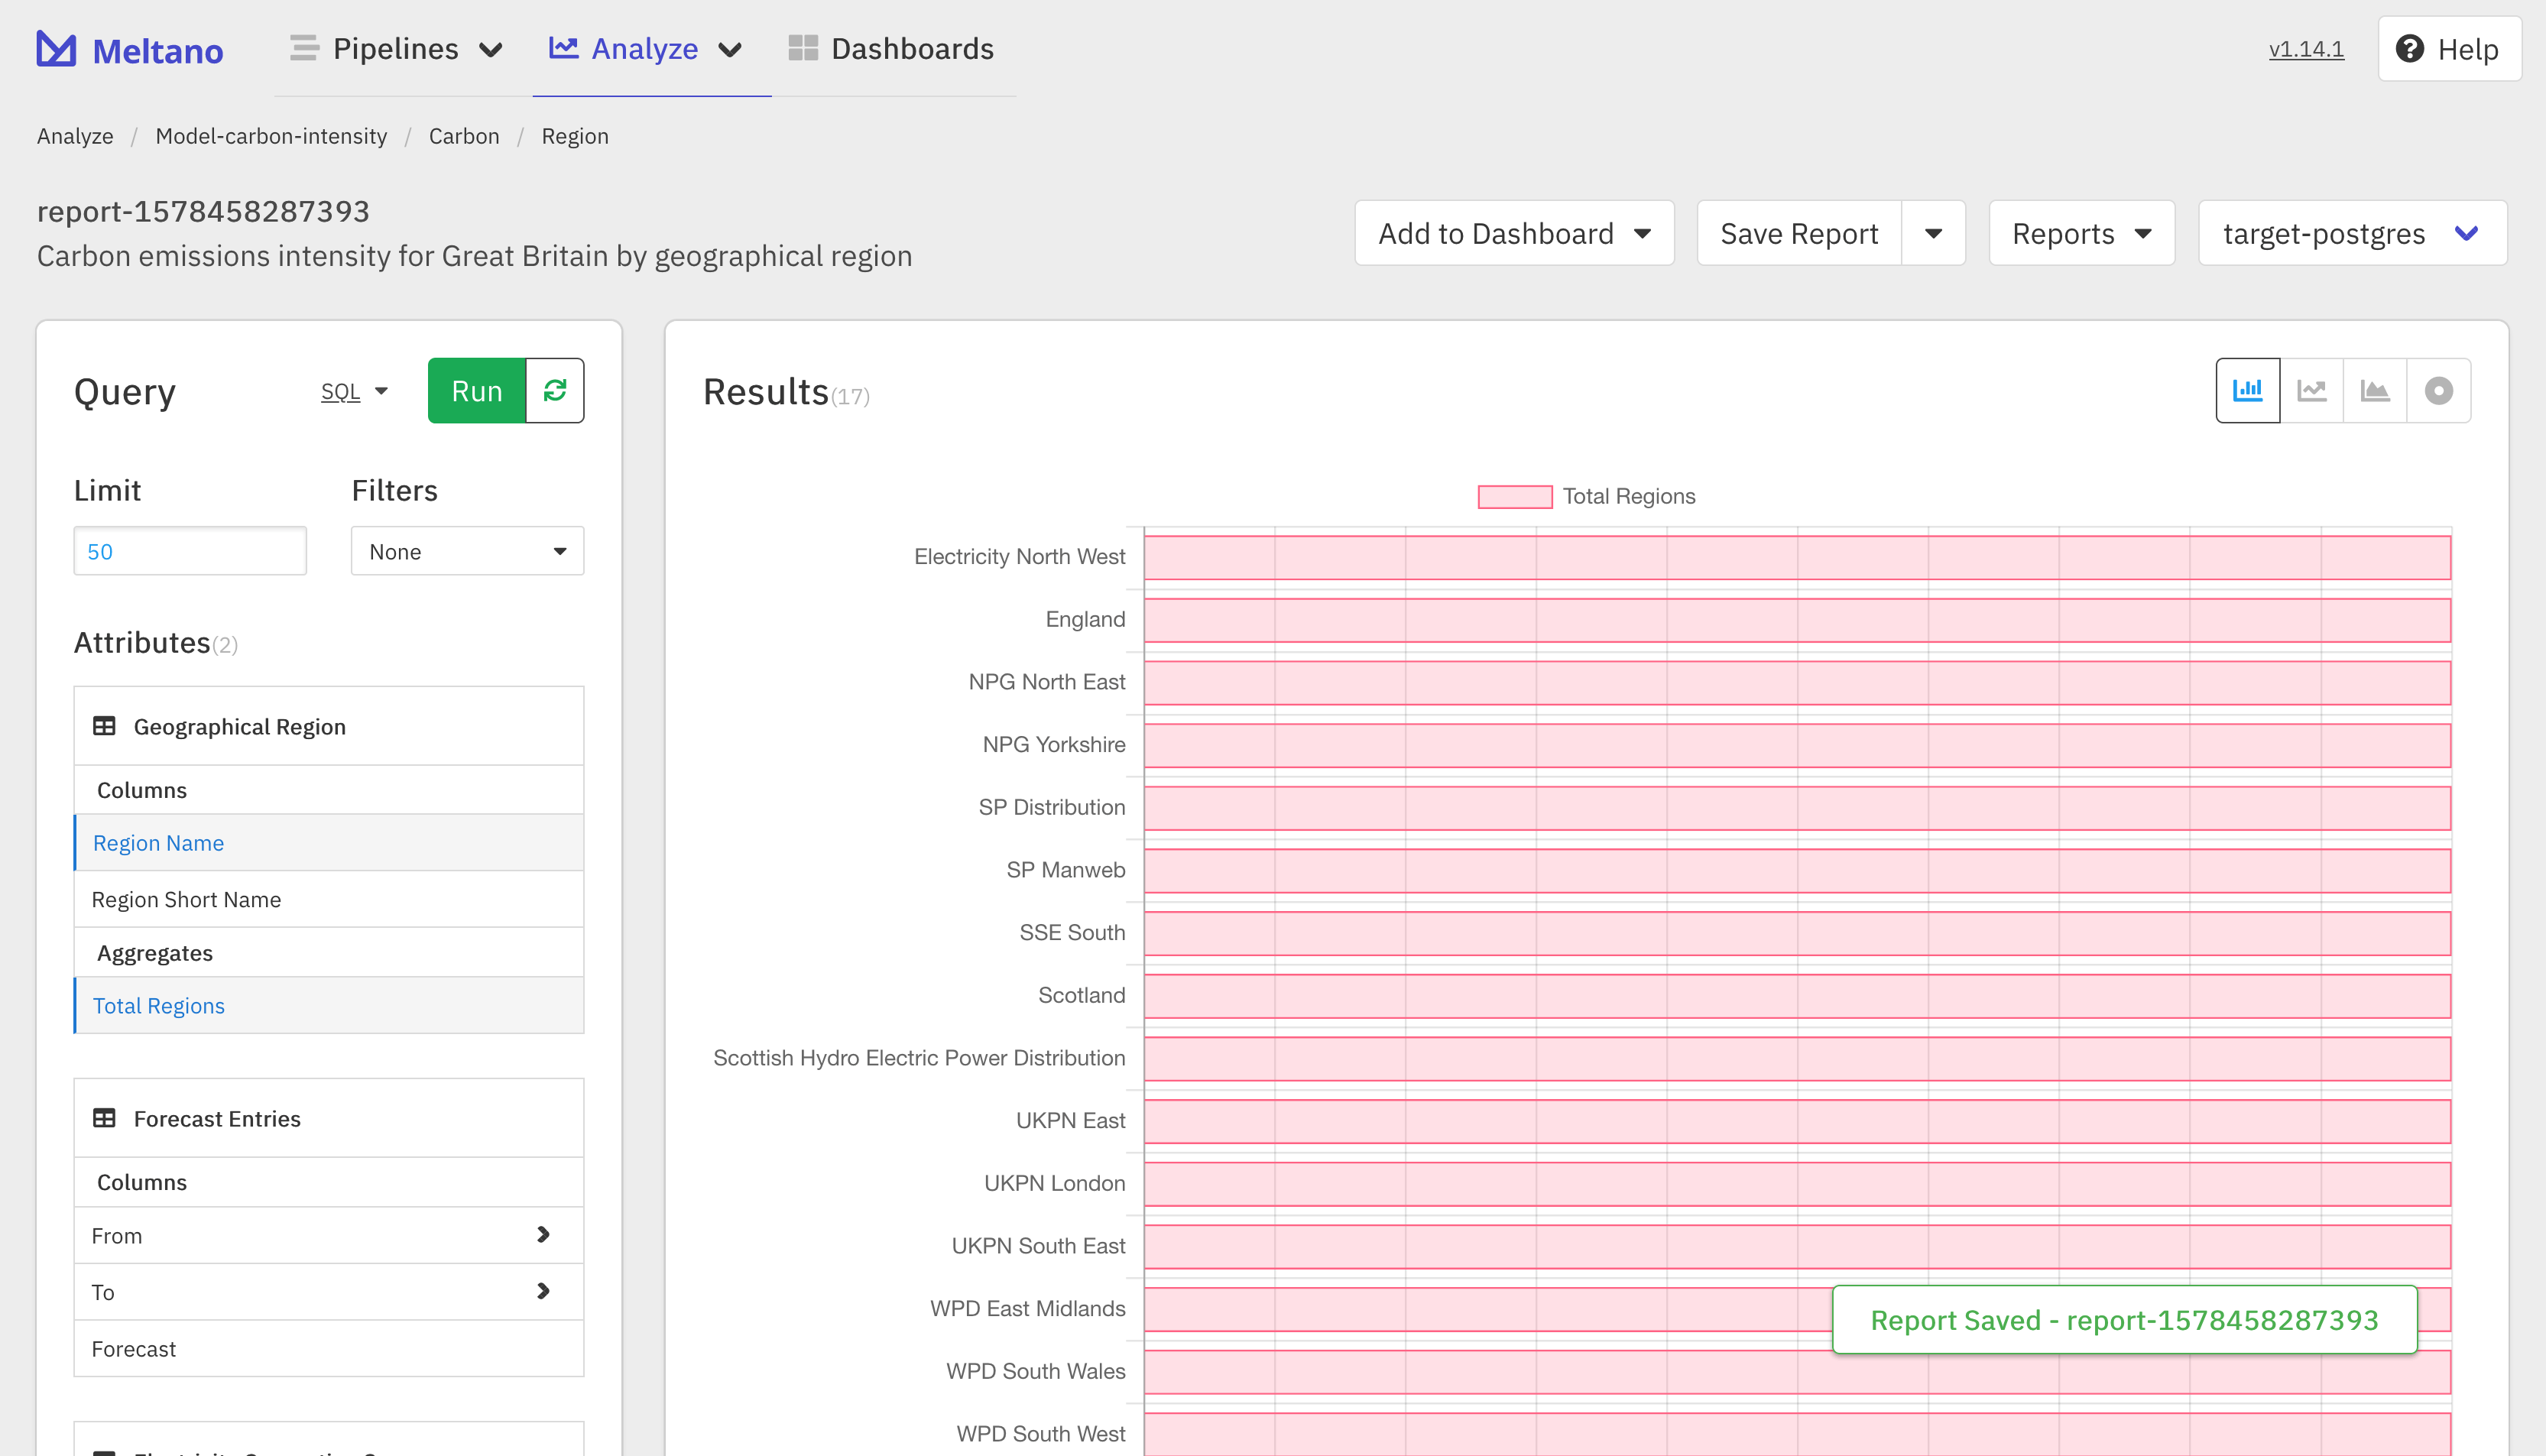 Meltano
Pipelines
Analyze
Dashboards
v1.14.1
Help
Analyze / Model-carbon-intensity / Carbon / Region
report-1578458287393
Carbon emissions intensity for Great Britain by geographical region
Add to Dashboard
Save Report
Reports
target-postgres
Query
SQL
Run
Limit
Filters
50
None
Attributes(2)
Geographical Region
Columns
Region Name
Region Short Name
Aggregates
Total Regions
Forecast Entries
Columns
From
To
Forecast
Results(17)
Total Regions
Electricity North West
England
NPG North East
NPG Yorkshire
SP Distribution
SP Manweb
SSE South
Scotland
Scottish Hydro Electric Power Distribution
UKPN East
UKPN London
UKPN South East
WPD East Midlands
WPD South Wales
WPD South West
Report Saved - report-1578458287393